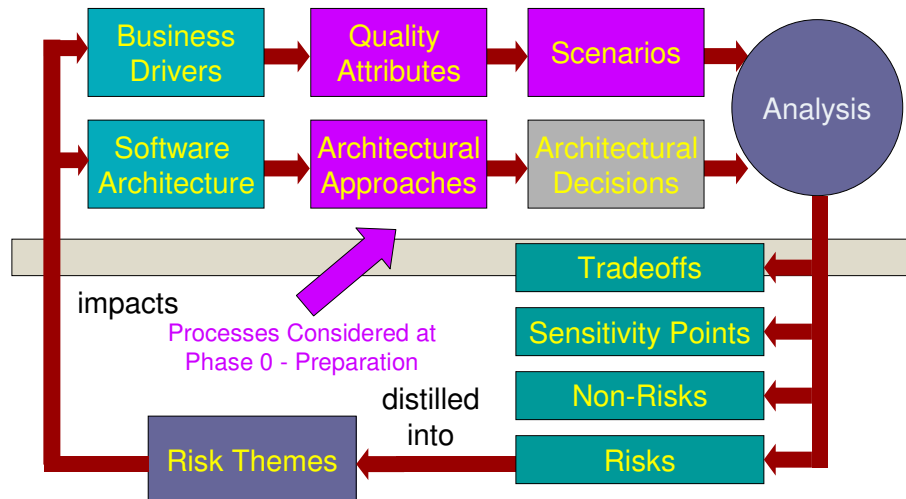 Business
Drivers
Quality
Attributes
Scenarios
Analysis
Software
Architecture
Architectural
Approaches
Architectural
Decisions
Tradeoffs
impacts
Processes Considered at
Phase 0 - Preparation
Sensitivity Points
Non-Risks
distilled
into
Risk Themes
Risks